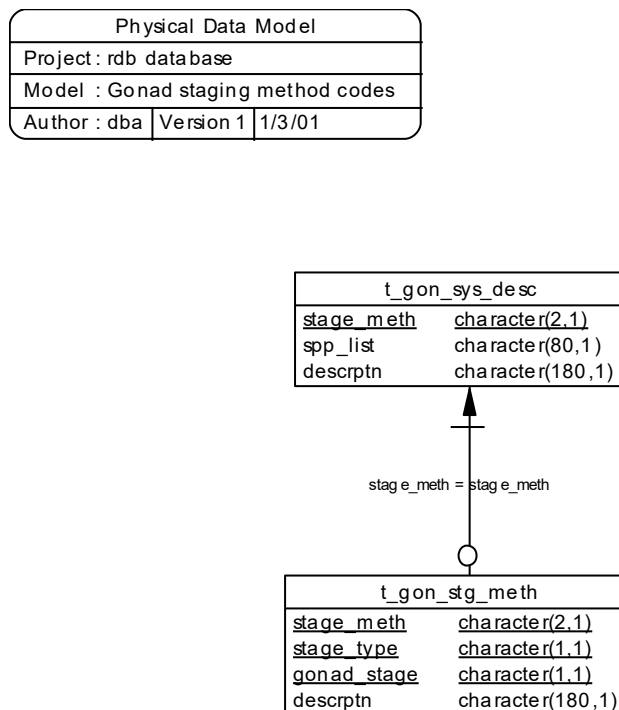 Physical Data Model
Project : rdb database
Model : Gonad staging method codes
Author : dba Version 1 1/3/01
t_gon_sys_desc
stage_meth character(2,1)
spp_list character(80,1)
descrptn character(180,1)
stage_meth = stage_meth
t_gon_stg_meth
stage_meth character(2,1)
stage_type character(1,1)
gonad_stage character(1,1)
descrptn character(180,1)